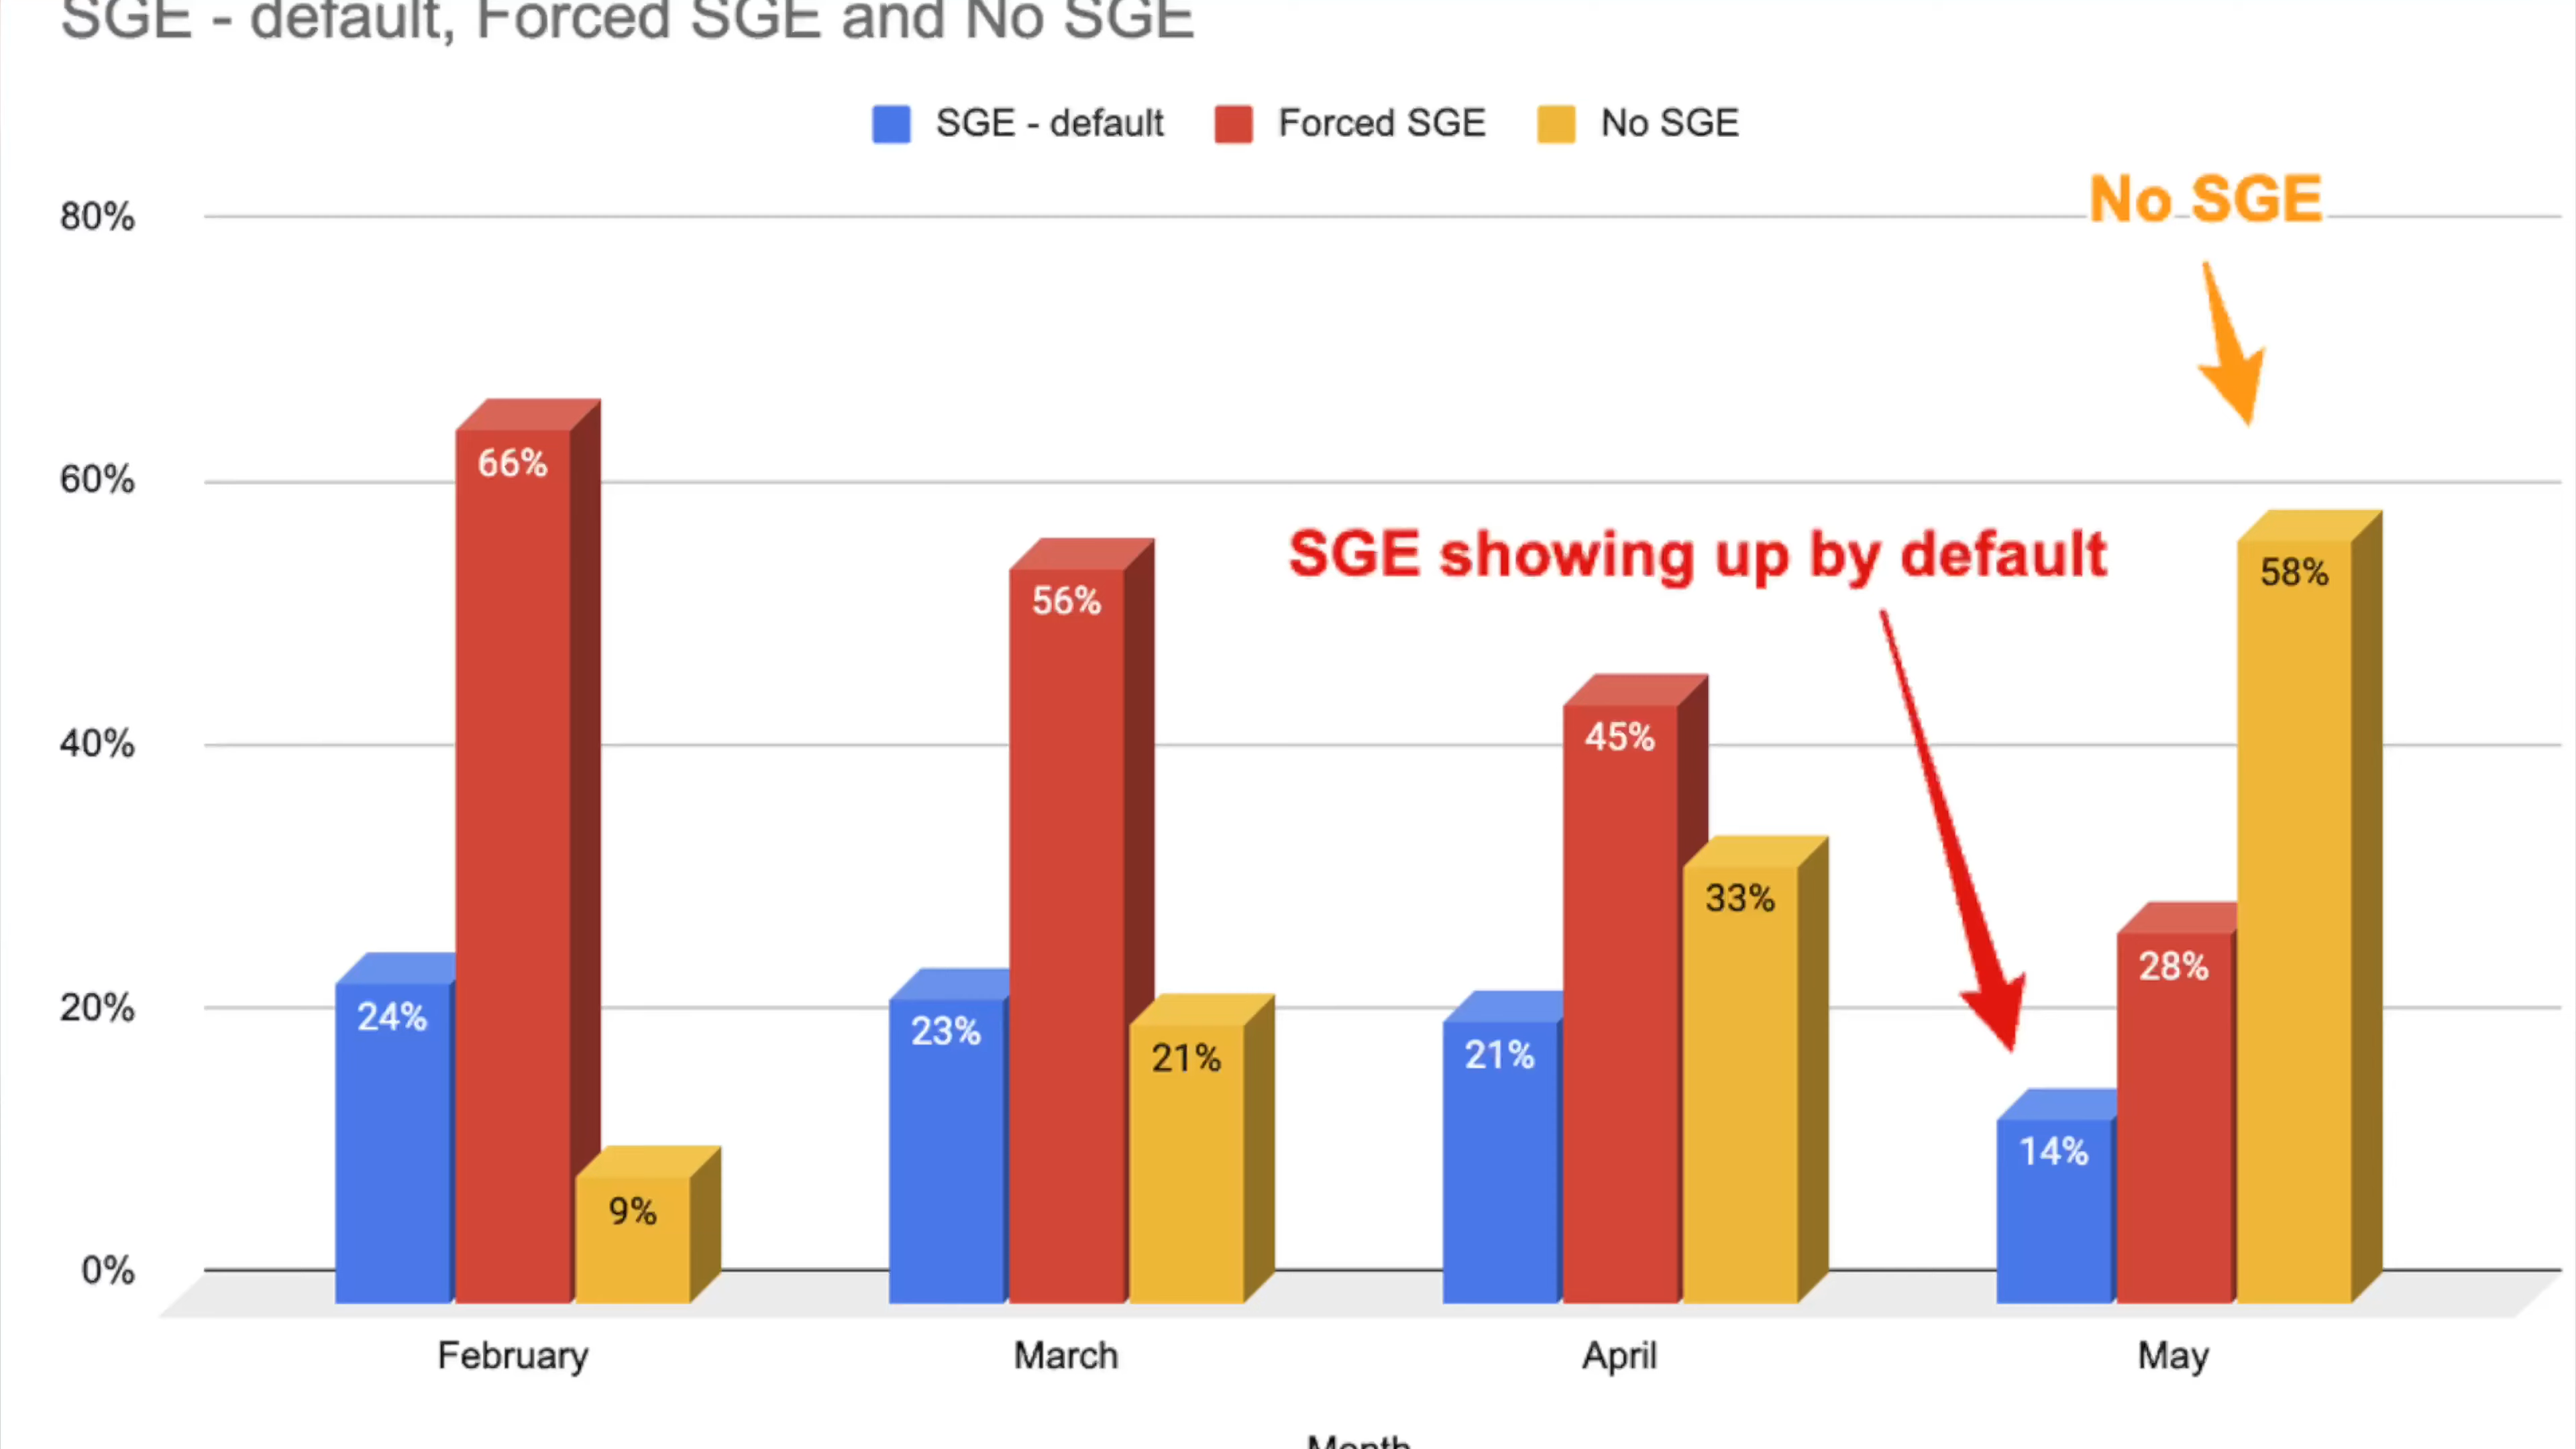 SGE - default, Forced SGE and No SGE
SGE - default Forced SGE No SGE
No SGE
80%
60%
40%
20%
0%
SGE showing up by default
24% 66% 9%
23% 56% 21%
21% 45% 33%
14% 28% 58%
February March April May
Month